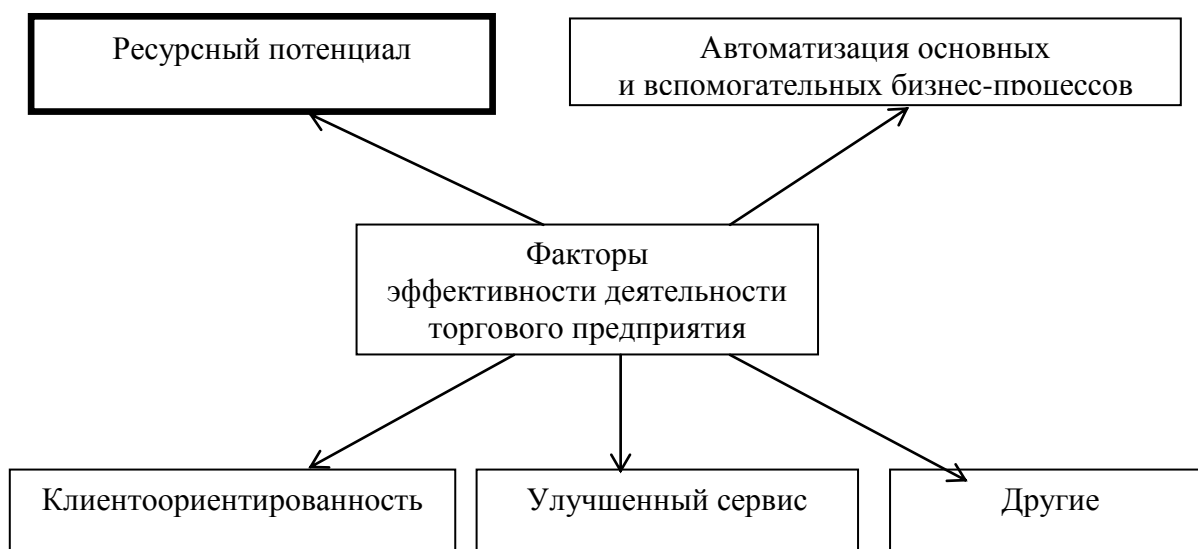 Ресурсный потенциал
Автоматизация основных
и вспомогательных бизнес-процессов
Факторы
эффективности деятельности
торгового предприятия
Клиентоориентированность
Улучшенный сервис
Другие